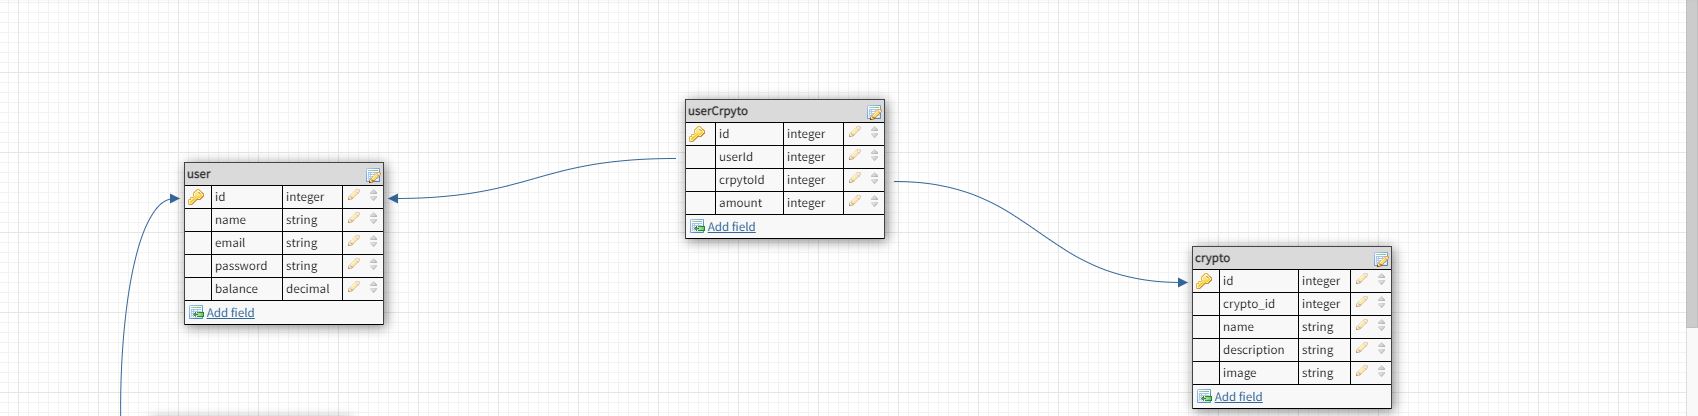 user
id integer
name string
email string
password string
balance decimal
Add field
userCrpyto
id integer
userId integer
crpytoId integer
amount integer
Add field
crypto
id integer
crypto_id integer
name string
description string
image string
Add field